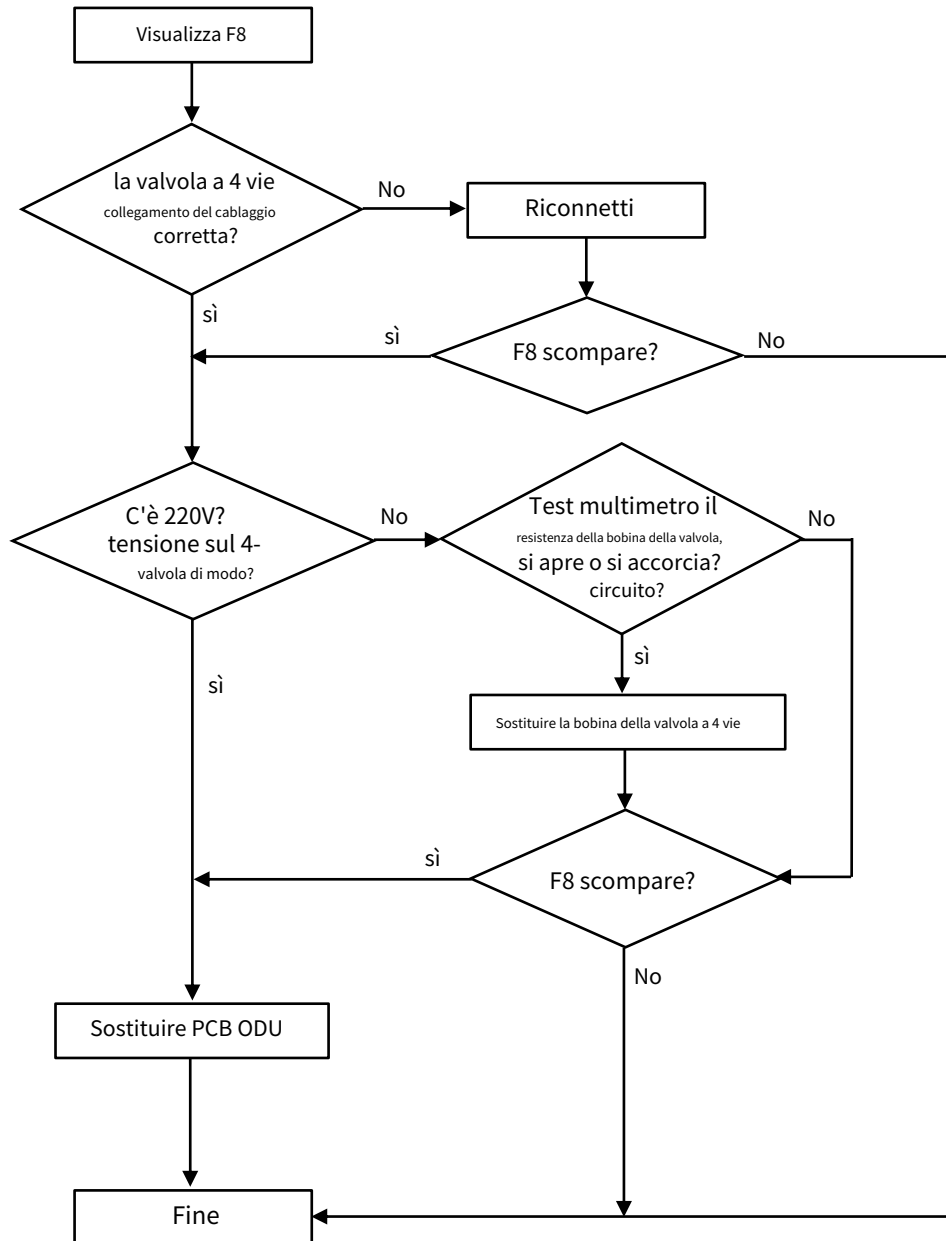 Visualizza F8
la valvola a 4 vie
collegamento del cablaggio
corretta?
No
Riconnetti
sì
sì
F8 scompare?
No
C'è 220V?
tensione sul 4-
valvola di modo?
No
Test multimetro il
resistenza della bobina della valvola,
si apre o si accorcia?
circuito?
No
sì
sì
Sostituire la bobina della valvola a 4 vie
sì
F8 scompare?
No
Sostituire PCB ODU
Fine